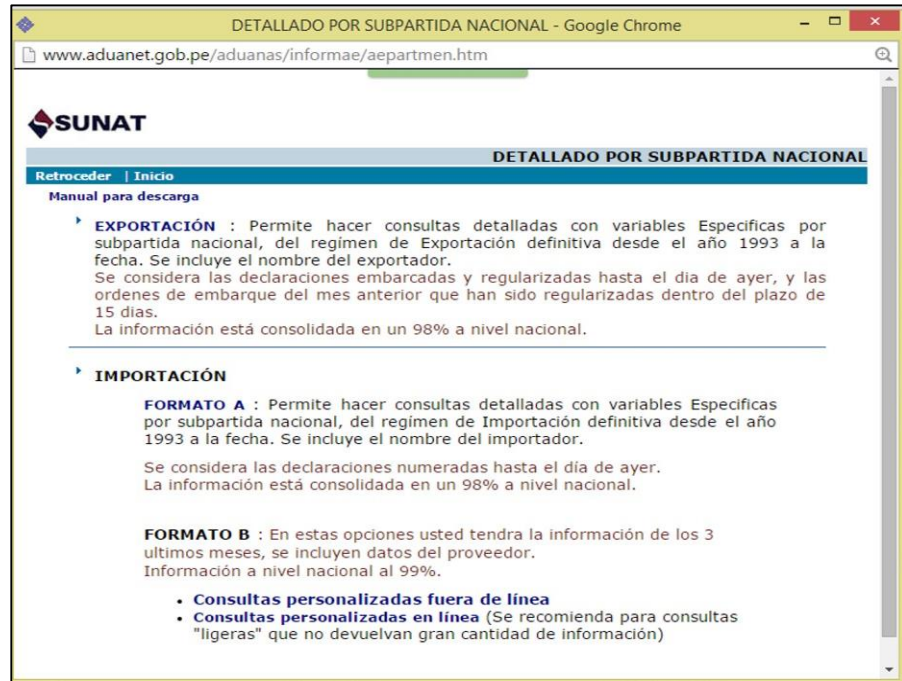 DETALLADO POR SUBPARTIDA NACIONAL - Google Chrome
www.aduanet.gob.pe/aduanas/informae/aepartmen.htm
SUNAT
DETALLADO POR SUBPARTIDA NACIONAL
Retroceder | Inicio
Manual para descarga
EXPORTACIÓN : Permite hacer consultas detalladas con variables Especificas por
subpartida nacional, del regímen de Exportación definitiva desde el año 1993 a la
fecha. Se incluye el nombre del exportador.
Se considera las declaraciones embarcadas y regularizadas hasta el dia de ayer, y las
ordenes de embarque del mes anterior que han sido regularizadas dentro del plazo de
15 dias.
La información está consolidada en un 98% a nivel nacional.
IMPORTACIÓN
FORMATO A : Permite hacer consultas detalladas con variables Especificas
por subpartida nacional, del regímen de Importación definitiva desde el año
1993 a la fecha. Se incluye el nombre del importador.
Se considera las declaraciones numeradas hasta el día de ayer.
La información está consolidada en un 98% a nivel nacional.
FORMATO B : En estas opciones usted tendra la información de los 3
ultimos meses, se incluyen datos del proveedor.
Información a nivel nacional al 99%.
• Consultas personalizadas fuera de línea
• Consultas personalizadas en línea (Se recomienda para consultas
"ligeras" que no devuelvan gran cantidad de información)